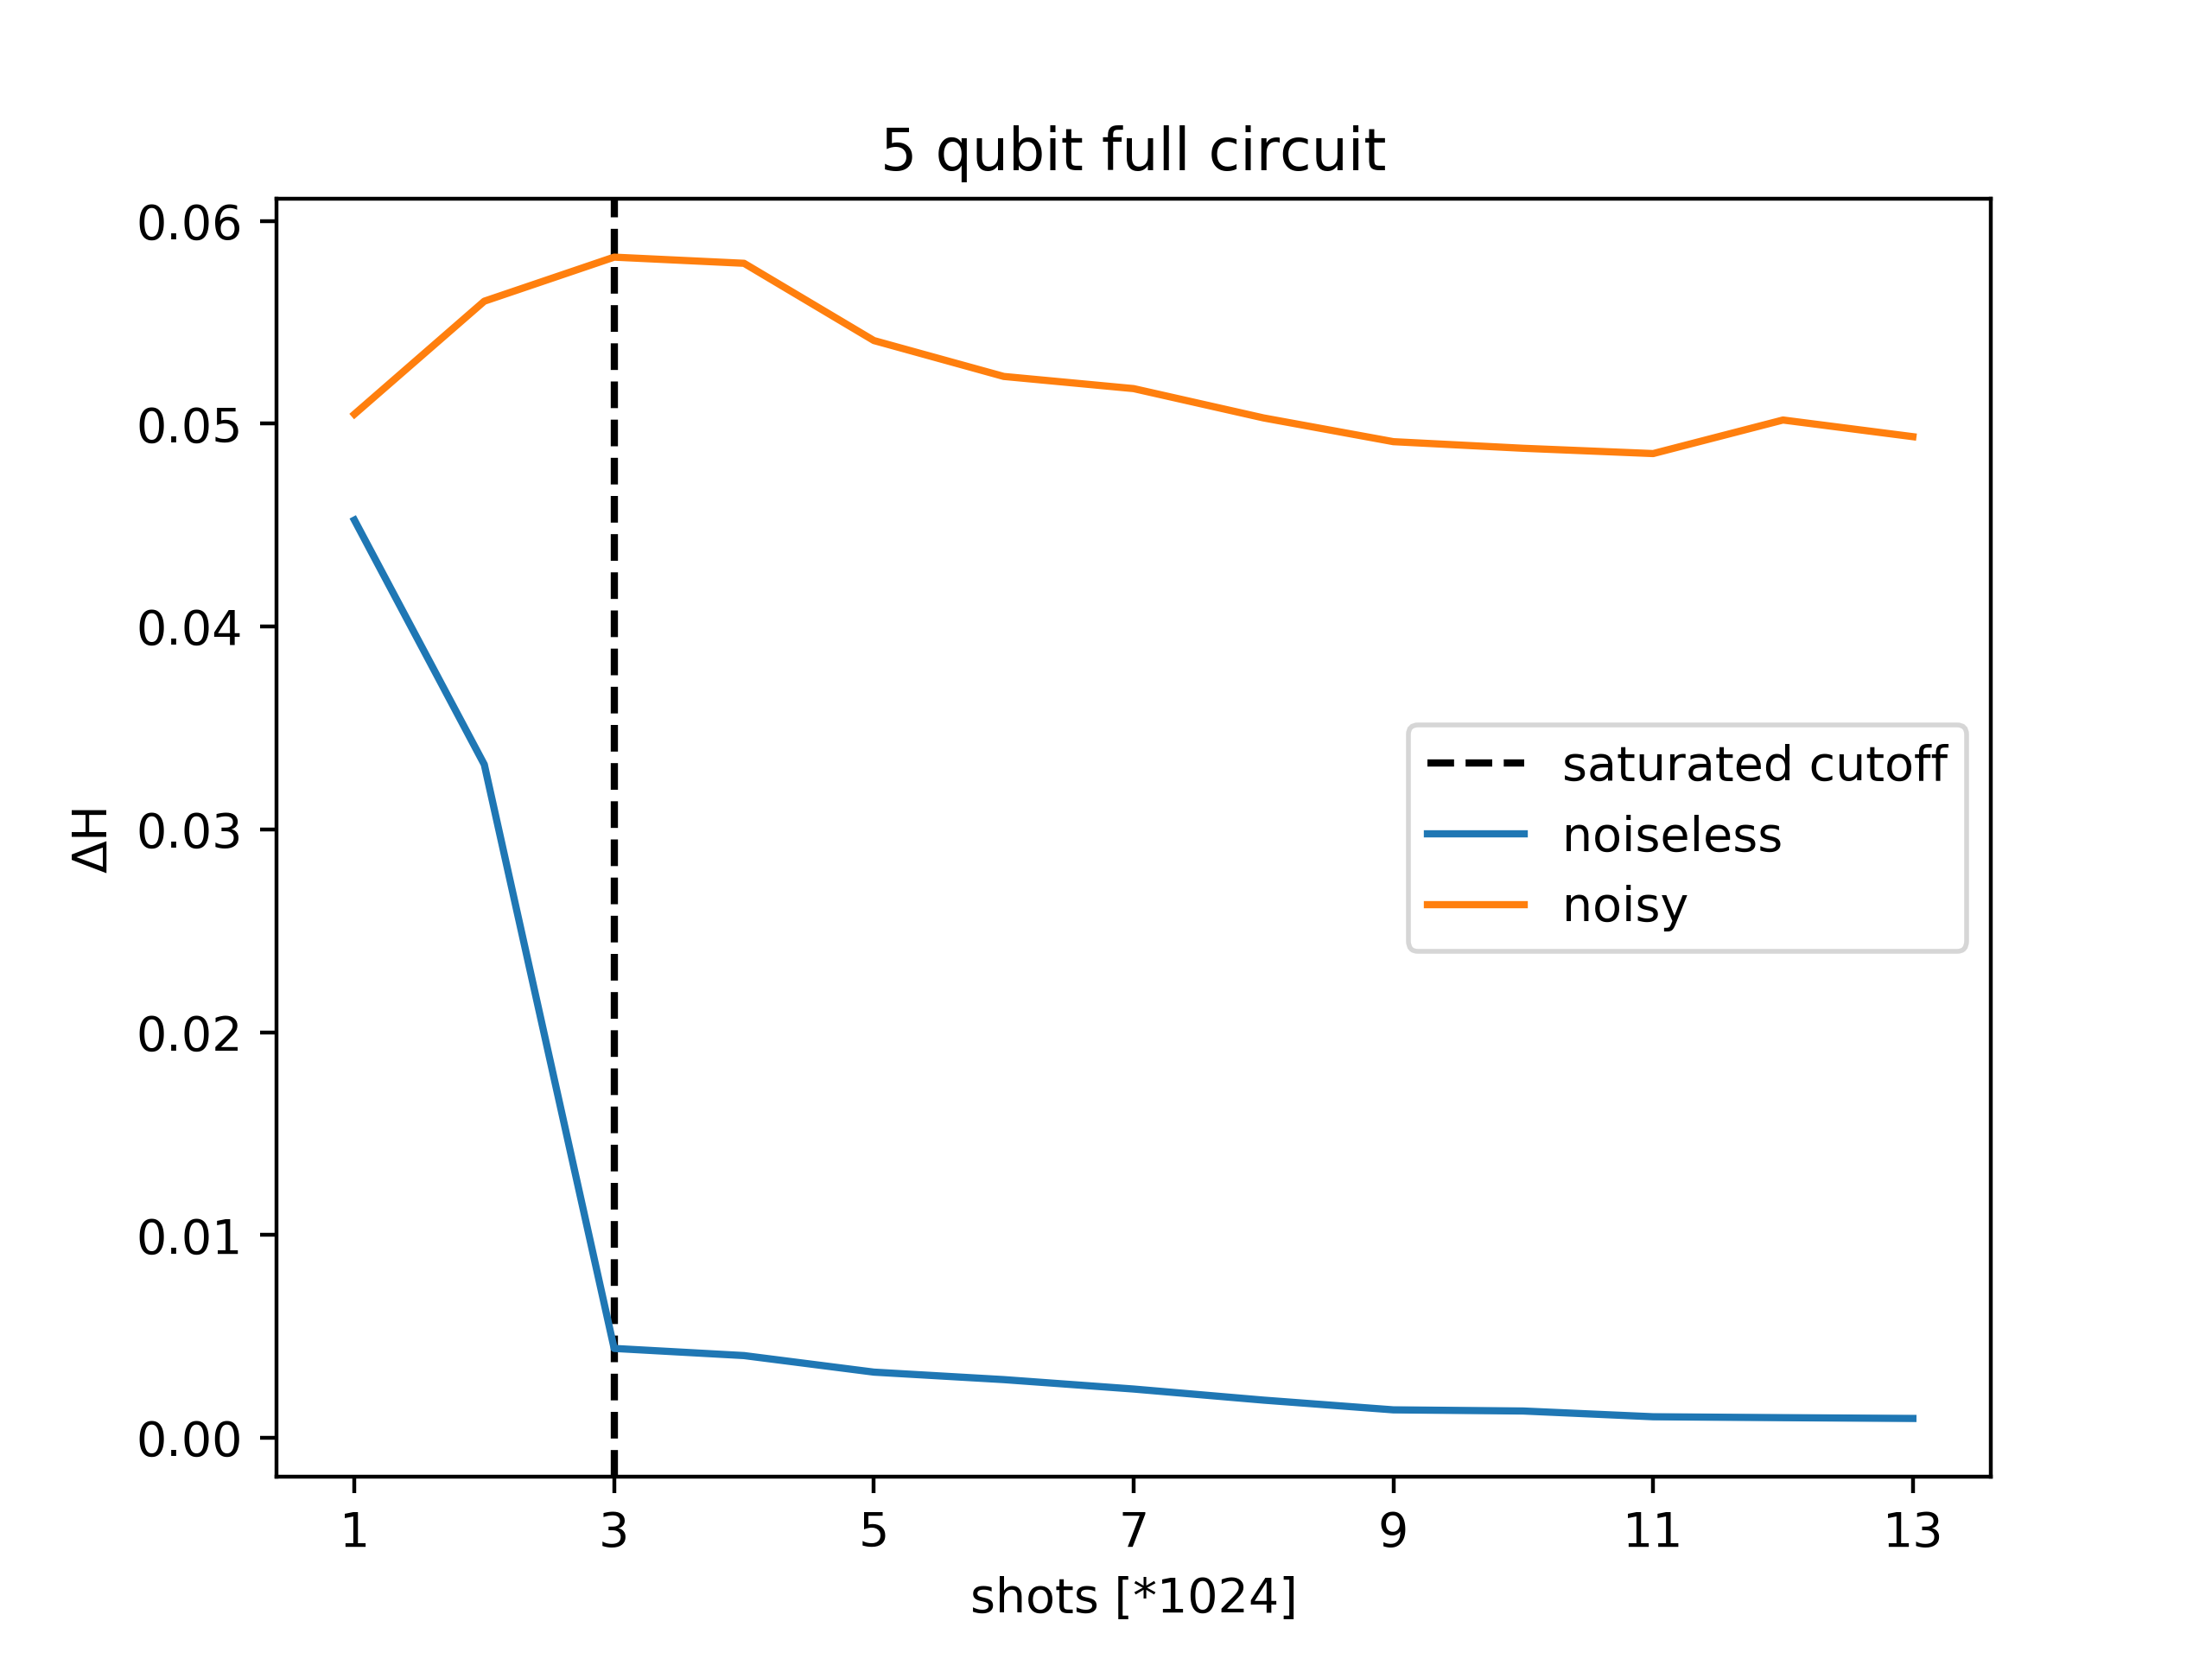 5 qubit full circuit
0.06
0.05
0.04
0.03
0.02
0.01
0.00
ΔH
saturated cutoff
noiseless
noisy
1 3 5 7 9 11 13
shots [*1024]